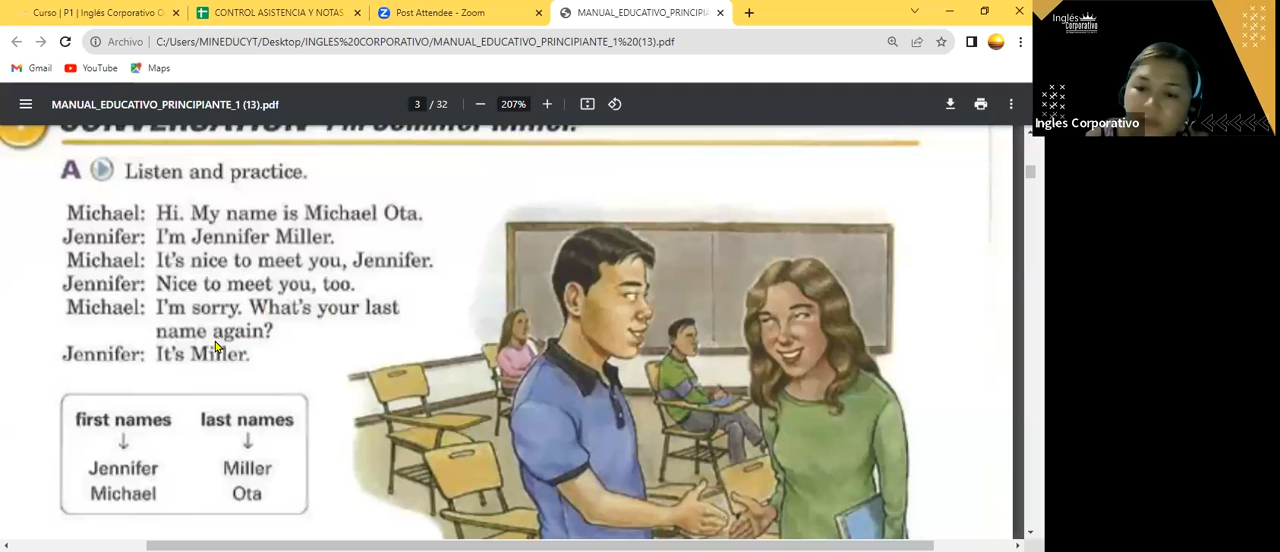 Curso | P1 | Inglés Corporativo O
CONTROL ASISTENCIA Y NOTAS
Post Attendee - Zoom
MANUAL_EDUCATIVO_PRINCIPIA
Archivo | C:/Users/MINEDUCYT/Desktop/INGLES%20CORPORATIVO/MANUAL_EDUCATIVO_PRINCIPIANTE_1%20(13).pdf
Gmail YouTube Maps
MANUAL_EDUCATIVO_PRINCIPIANTE_1 (13).pdf
3 / 32
207%
CONVERSATION I'm Jennifer Miller.
A Listen and practice.
Michael: Hi. My name is Michael Ota.
Jennifer: I'm Jennifer Miller.
Michael: It's nice to meet you, Jennifer.
Jennifer: Nice to meet you, too.
Michael: I'm sorry. What's your last
name again?
Jennifer: It's Miller.
first names last names
Jennifer Miller
Michael Ota
Inglés
Corporativo
Ingles Corporativo